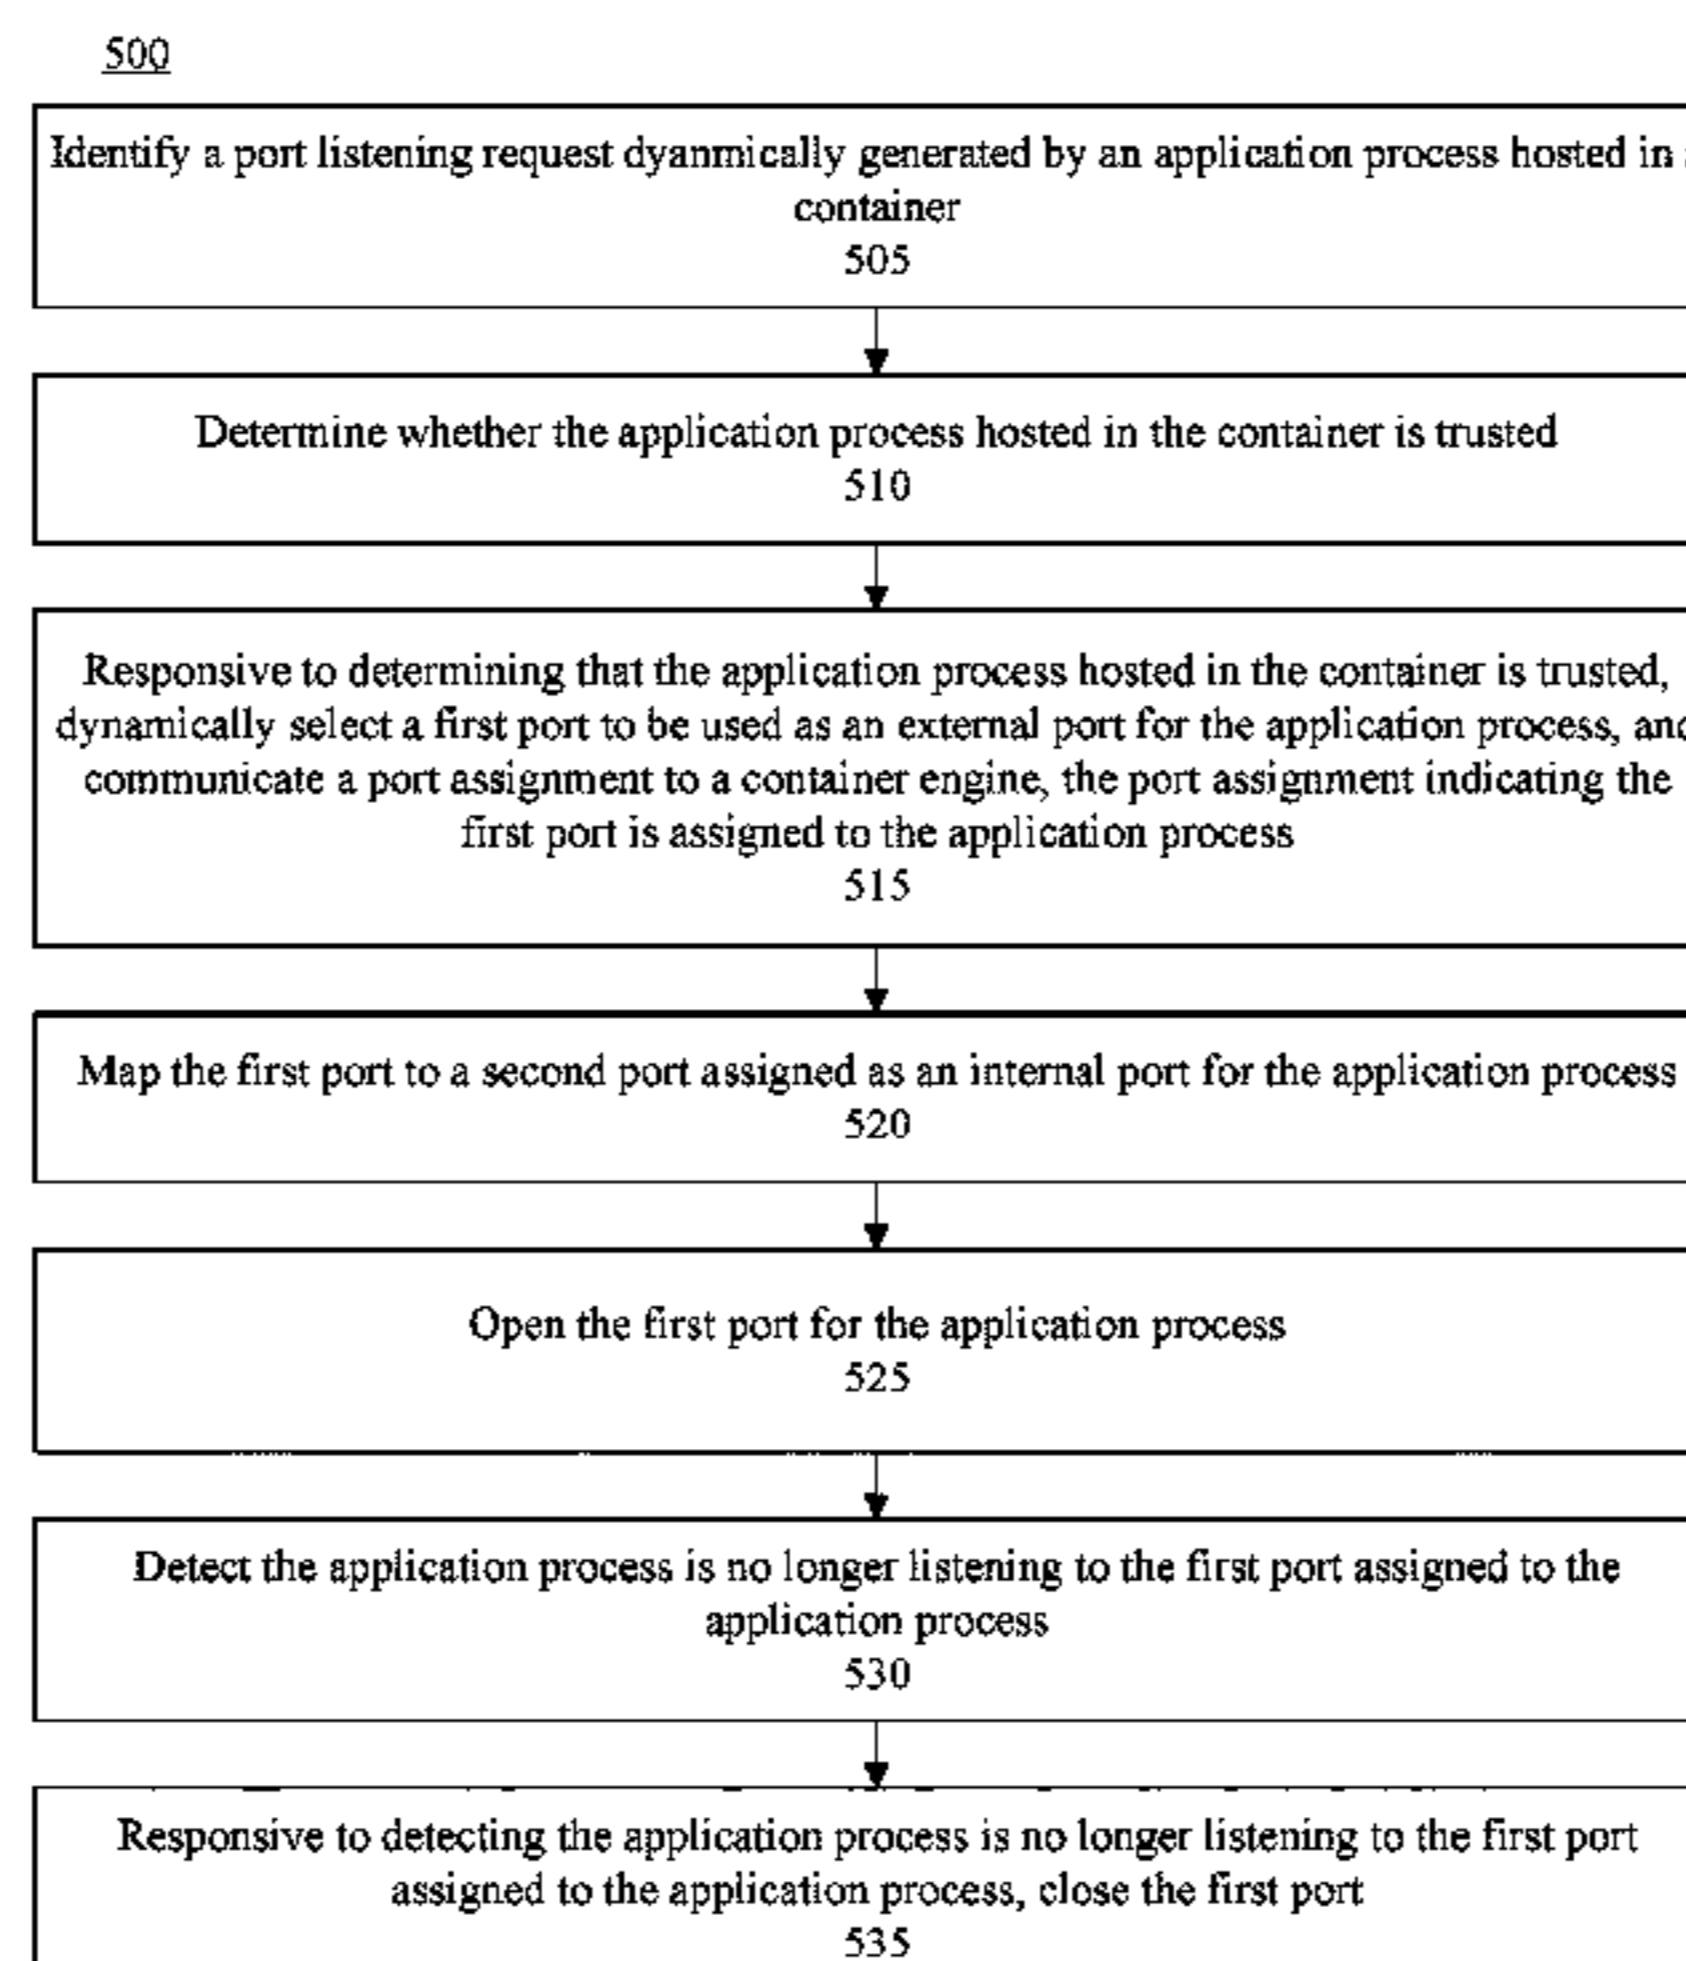 500
Identify a port listening request dyanmically generated by an application process hosted in
container
505
Determine whether the application process hosted in the container is trusted
510
Responsive to determining that the application process hosted in the container is trusted,
dynamically select a first port to be used as an external port for the application process, and
communicate a port assignment to a container engine, the port assignment indicating the
first port is assigned to the application process
515
Map the first port to a second port assigned as an internal port for the application process
520
Open the first port for the application process
525
Detect the application process is no longer listening to the first port assigned to the
application process
530
Responsive to detecting the application process is no longer listening to the first port
assigned to the application process, close the first port
535